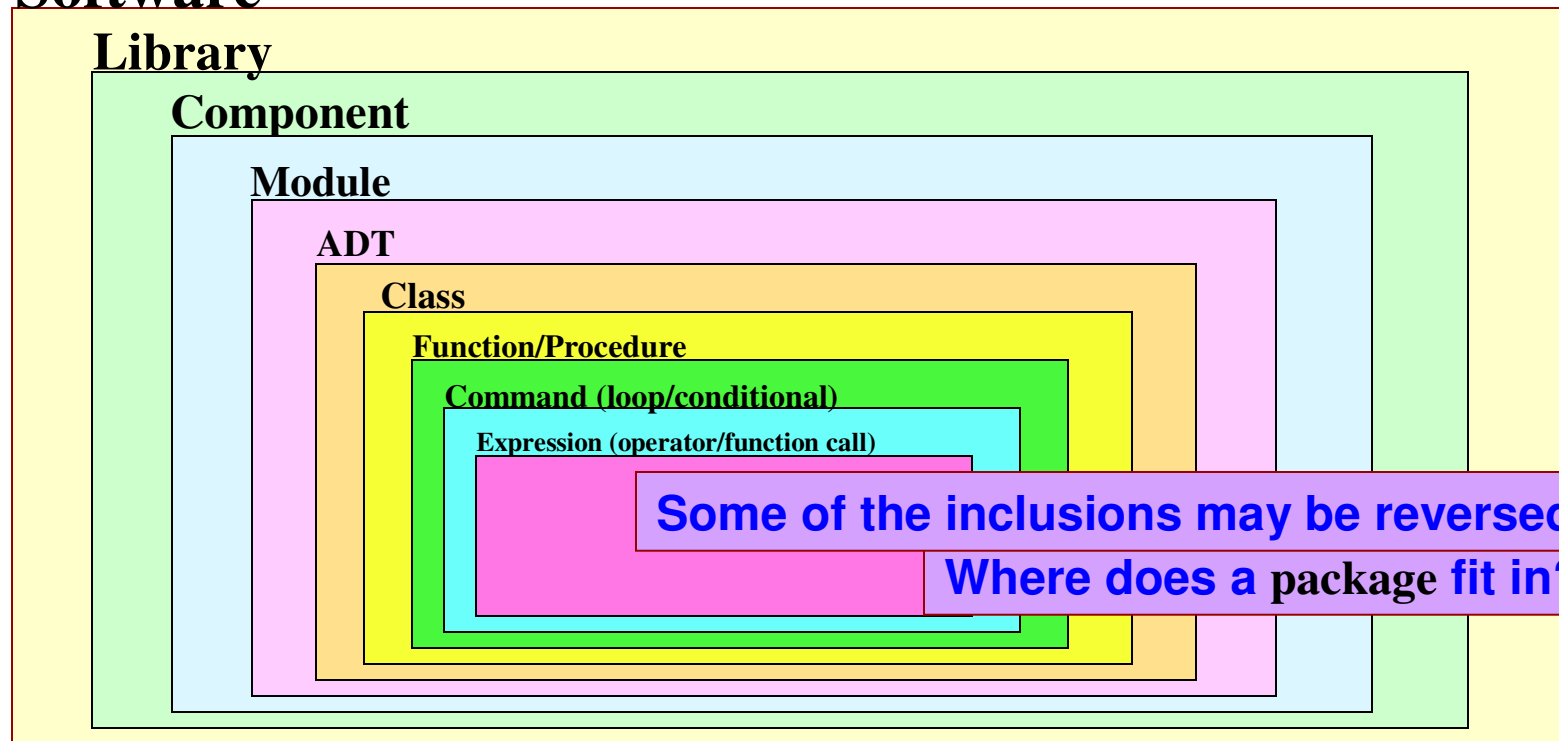 Software
Library
Component
Module
ADT
Class
Function/Procedure
Command (loop/conditional)
Expression (operator/function call)
Some of the inclusions may be reversed
Where does a package fit in?